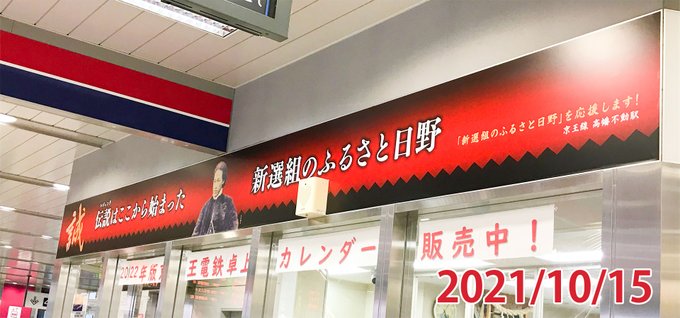 誠
伝説はここから始まった
新選組のふるさと日野
「新選組のふるさと日野」を応援します!
京王線 高幡不動駅
2022年版
王電鉄卓上
カレンダー
販売中!
2021/10/15